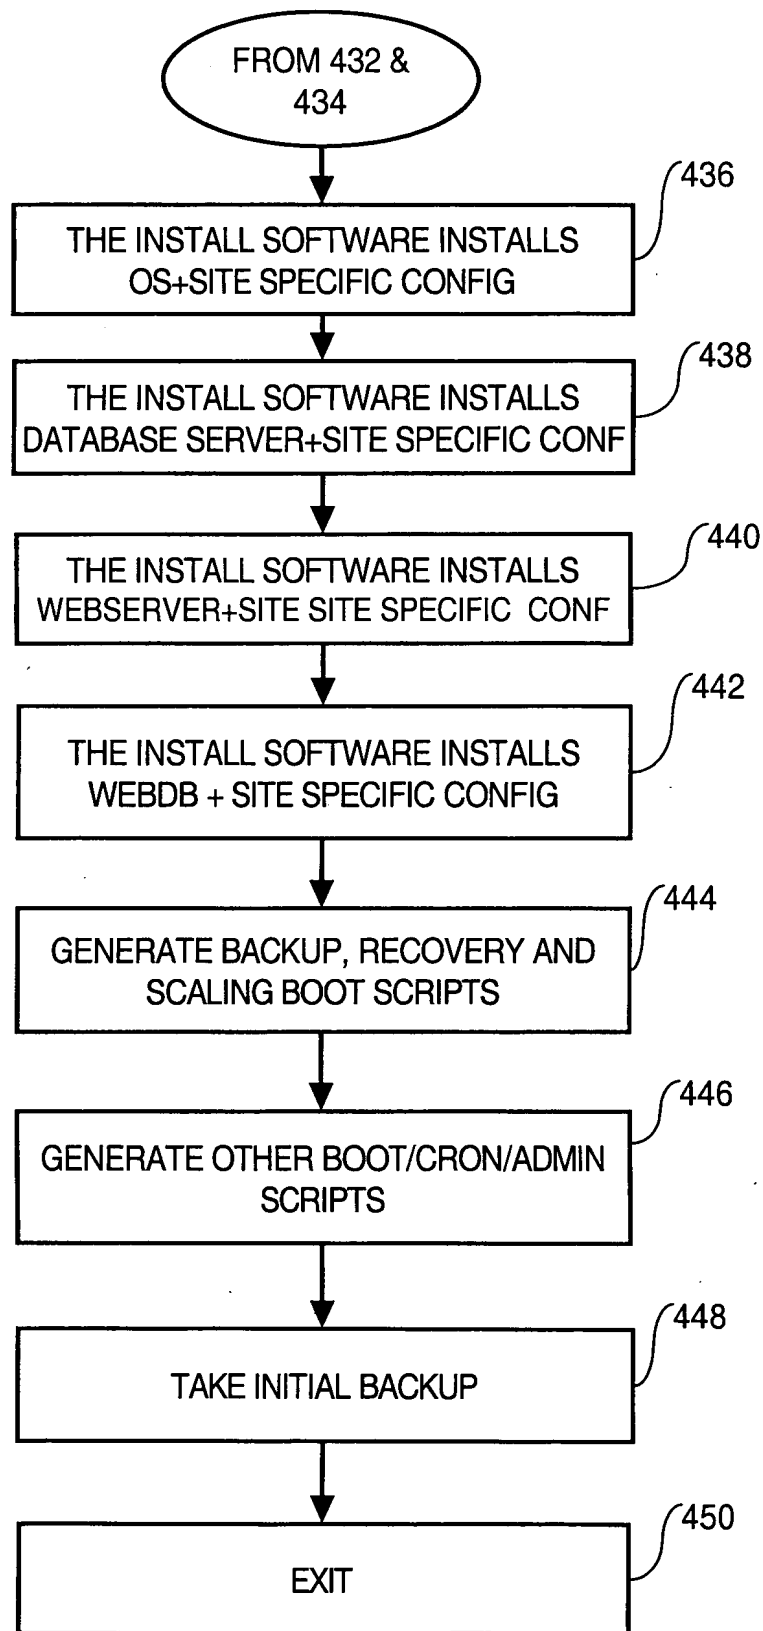 FROM 432 &
434
436
THE INSTALL SOFTWARE INSTALLS
OS+SITE SPECIFIC CONFIG
438
THE INSTALL SOFTWARE INSTALLS
DATABASE SERVER+SITE SPECIFIC CONF
440
THE INSTALL SOFTWARE INSTALLS
WEBSERVER+SITE SITE SPECIFIC CONF
442
THE INSTALL SOFTWARE INSTALLS
WEBDB + SITE SPECIFIC CONFIG
444
GENERATE BACKUP, RECOVERY AND
SCALING BOOT SCRIPTS
446
GENERATE OTHER BOOT/CRON/ADMIN
SCRIPTS
448
TAKE INITIAL BACKUP
450
EXIT